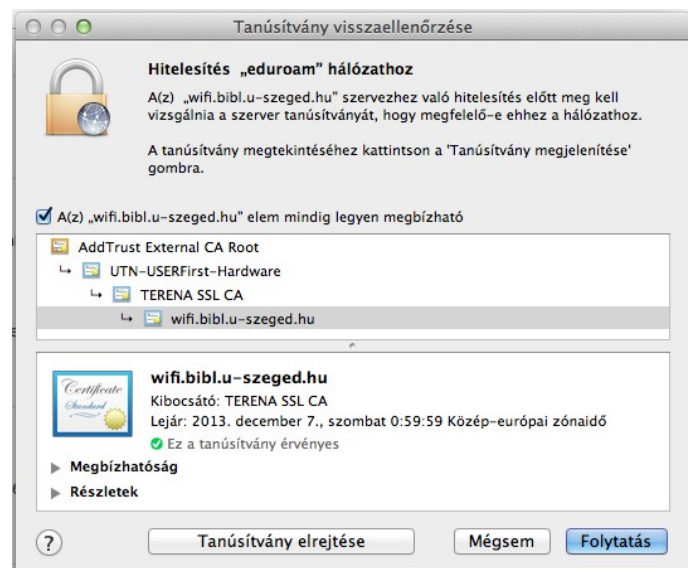 Tanúsítvány visszaellenőrzése
Hitelesítés „eduroam” hálózathoz
A(z) „wifi.bibl.u-szeged.hu” szervezhez való hitelesítés előtt meg kell
vizsgálnia a szerver tanúsítványát, hogy megfelelő-e ehhez a hálózathoz.
A tanúsítvány megtekintéséhez kattintson a 'Tanúsítvány megjelenítése'
gombra.
A(z) „wifi.bibl.u-szeged.hu” elem mindig legyen megbízható
AddTrust External CA Root
UTN-USERFirst-Hardware
TERENA SSL CA
wifi.bibl.u-szeged.hu
Certificate
Standard
wifi.bibl.u-szeged.hu
Kibocsátó: TERENA SSL CA
Lejár: 2013. december 7., szombat 0:59:59 Közép-európai zónaidő
Ez a tanúsítvány érvényes
Megbízhatóság
Részletek
? Tanúsítvány elrejtése Mégsem Folytatás